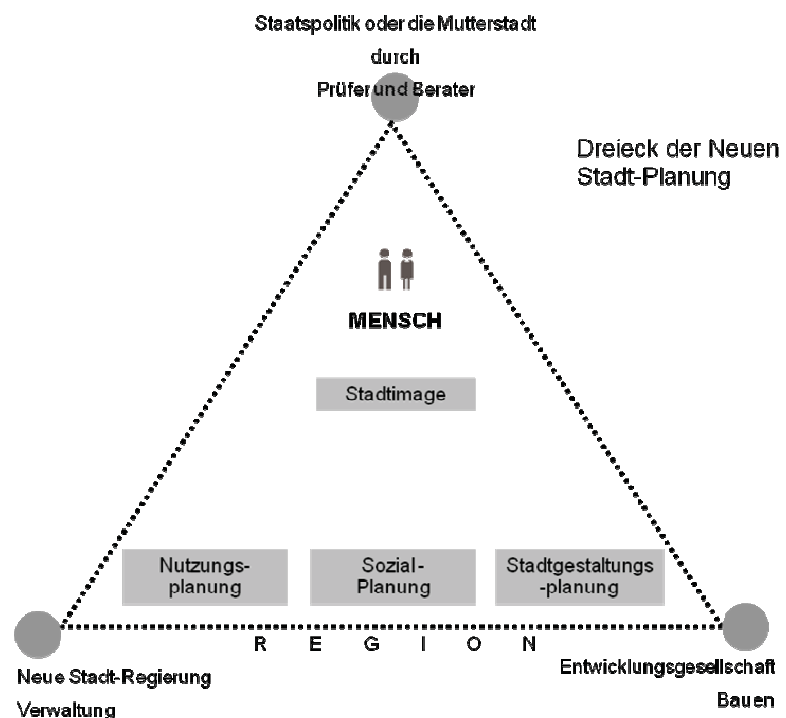 Staatspolitik oder die Mutterstadt
durch
Prüfer und Berater
Dreieck der Neuen
Stadt-Planung
MENSCH
Stadtimage
Nutzungs-
planung
Sozial-
Planung
Stadtgestaltungs
-planung
R E G I O N
Neue Stadt-Regierung
Verwaltung
Entwicklungsgesellschaft
Bauen